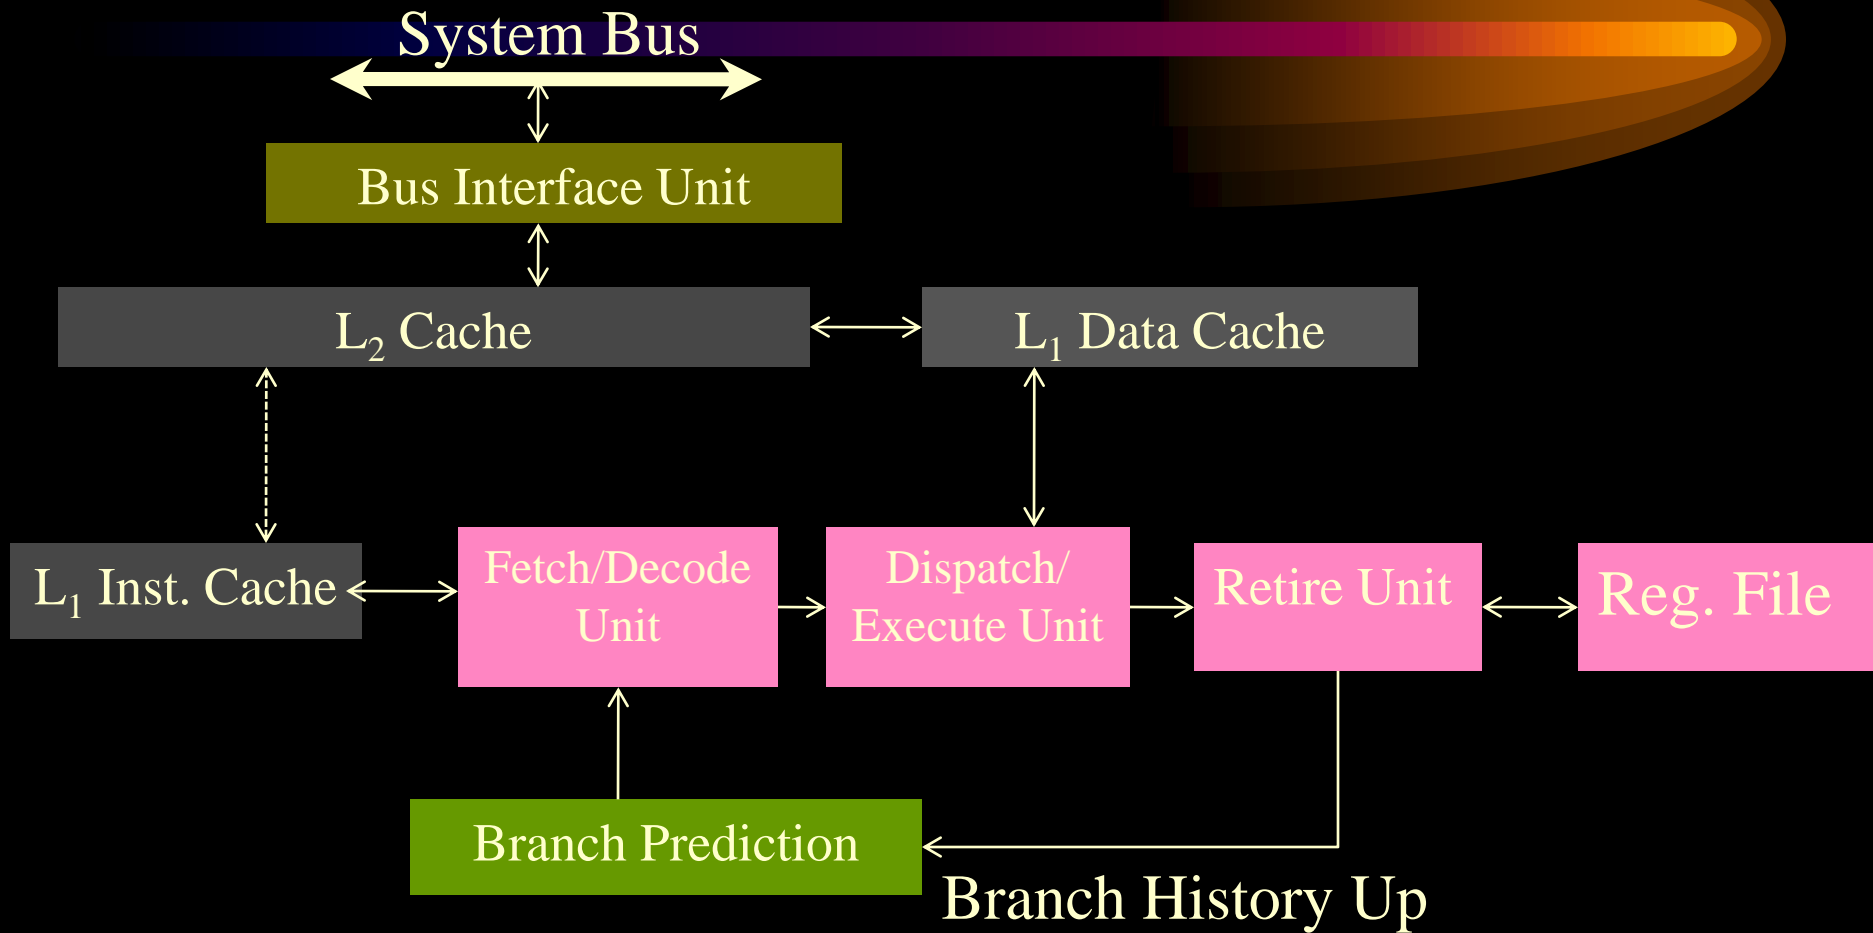 System Bus
Bus Interface Unit
L₂ Cache
L₁ Data Cache
L₁ Inst. Cache
Fetch/Decode
Unit
Dispatch/
Execute Unit
Retire Unit
Reg. File
Branch Prediction
Branch History Up